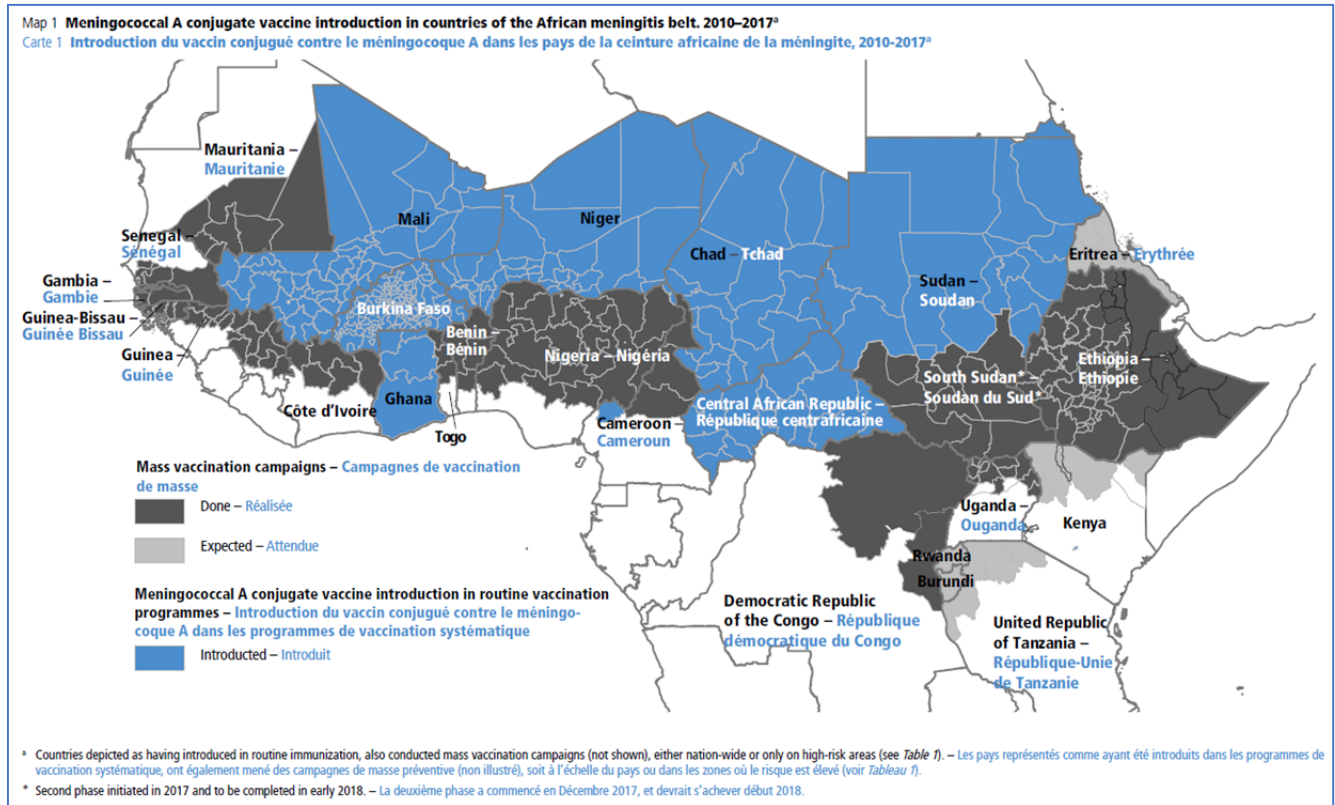 Map 1 Meningococcal A conjugate vaccine introduction in countries of the African meningitis belt. 2010–2017ᵃ
Carte 1 Introduction du vaccin conjugué contre le méningocoque A dans les pays de la ceinture africaine de la méningite, 2010-2017ᵃ
Mauritania –
Mauritanie
Mali
Niger
Chad – Tchad
Sudan –
Soudan
Eritrea – Erythrée
Senegal –
Sénégal
Gambia –
Gambie
Guinea-Bissau –
Guinée Bissau
Guinea –
Guinée
Burkina Faso
Benin –
Bénin
Nigeria – Nigéria
South Sudan* –
Soudan du Sud*
Ethiopia –
Ethiopie
Côte d’Ivoire
Ghana
Togo
Cameroon –
Cameroun
Central African Republic –
République centrafricaine
Uganda –
Ouganda
Kenya
Rwanda
Burundi
Democratic Republic
of the Congo – République
démocratique du Congo
United Republic
of Tanzania –
République-Unie
de Tanzanie
Mass vaccination campaigns – Campagnes de vaccination
de masse
Done – Réalisée
Expected – Attendue
Meningococcal A conjugate vaccine introduction in routine vaccination
programmes – Introduction du vaccin conjugué contre le méningo-
coque A dans les programmes de vaccination systématique
Introducted – Introduit
ᵃ Countries depicted as having introduced in routine immunization, also conducted mass vaccination campaigns (not shown), either nation-wide or only on high-risk areas (see Table 1). – Les pays représentés comme ayant été introduits dans les programmes de
vaccination systématique, ont également mené des campagnes de masse préventive (non illustré), soit à l’échelle du pays ou dans les zones où le risque est élevé (voir Tableau 1).
* Second phase initiated in 2017 and to be completed in early 2018. – La deuxième phase a commencé en Décembre 2017, et devrait s’achever début 2018.